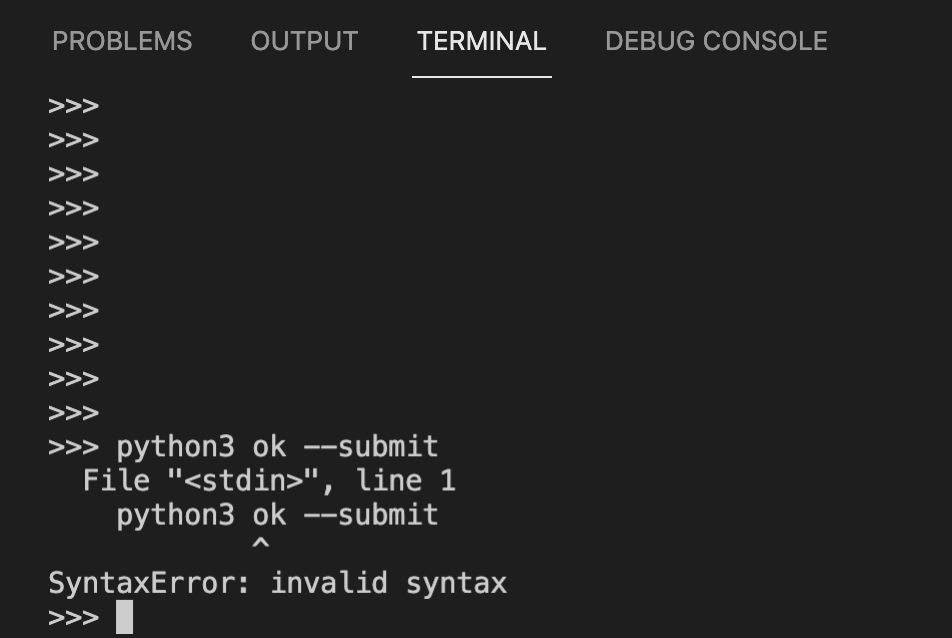 PROBLEMS OUTPUT TERMINAL DEBUG CONSOLE
>>>
>>>
>>>
>>>
>>>
>>>
>>>
>>>
>>>
>>>
>>> python3 ok --submit
  File "<stdin>", line 1
    python3 ok --submit
            ^
SyntaxError: invalid syntax
>>>